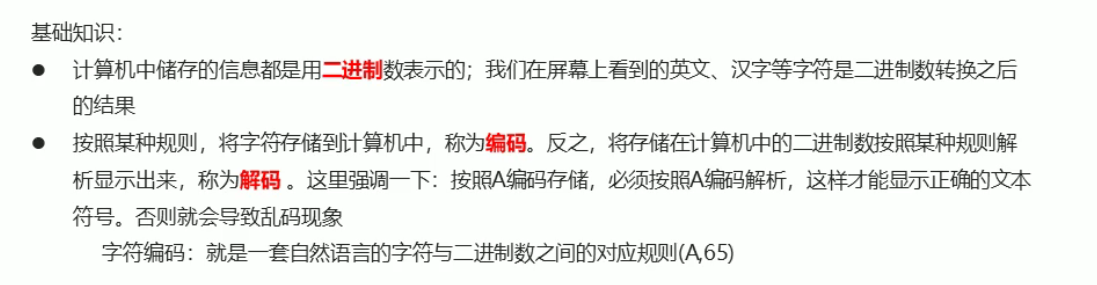 基础知识：
● 计算机中储存的信息都是用二进制数表示的；我们在屏幕上看到的英文、汉字等字符是二进制数转换之后
的结果
● 按照某种规则，将字符存储到计算机中，称为编码。反之，将存储在计算机中的二进制数按照某种规则解
析显示出来，称为解码 。这里强调一下：按照A编码存储，必须按照A编码解析，这样才能显示正确的文本
符号。否则就会导致乱码现象
字符编码：就是一套自然语言的字符与二进制数之间的对应规则(A,65)